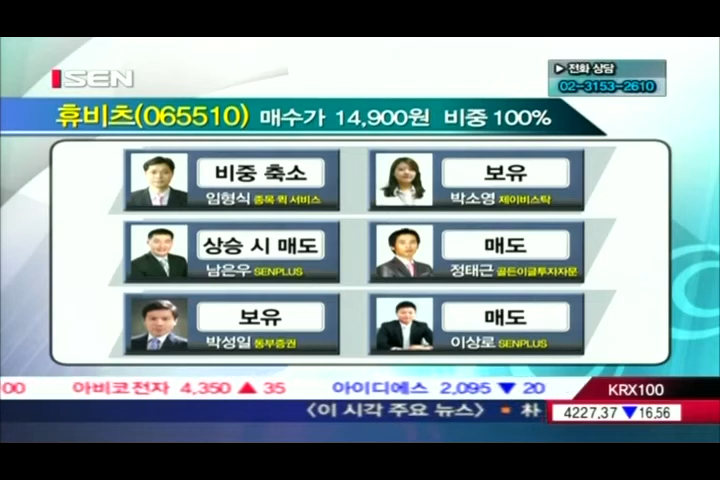 SEN
▶ 전화 상담
02-3153-2610
휴비츠(065510) 매수가 14,900원 비중 100%
비중 축소
임형식 종목 퀵 서비스
보유
박소영 제이비스탁
상승 시 매도
남은우 SENPLUS
매도
정태근 골든이글투자자문
보유
박성일 동부증권
매도
이상로 SENPLUS
00 아비코전자 4,350 ▲ 35 아이디에스 2,095 ▼ 20
KRX100
<이 시각 주요 뉴스> ▪ 朴
4227.37 ▼16.56